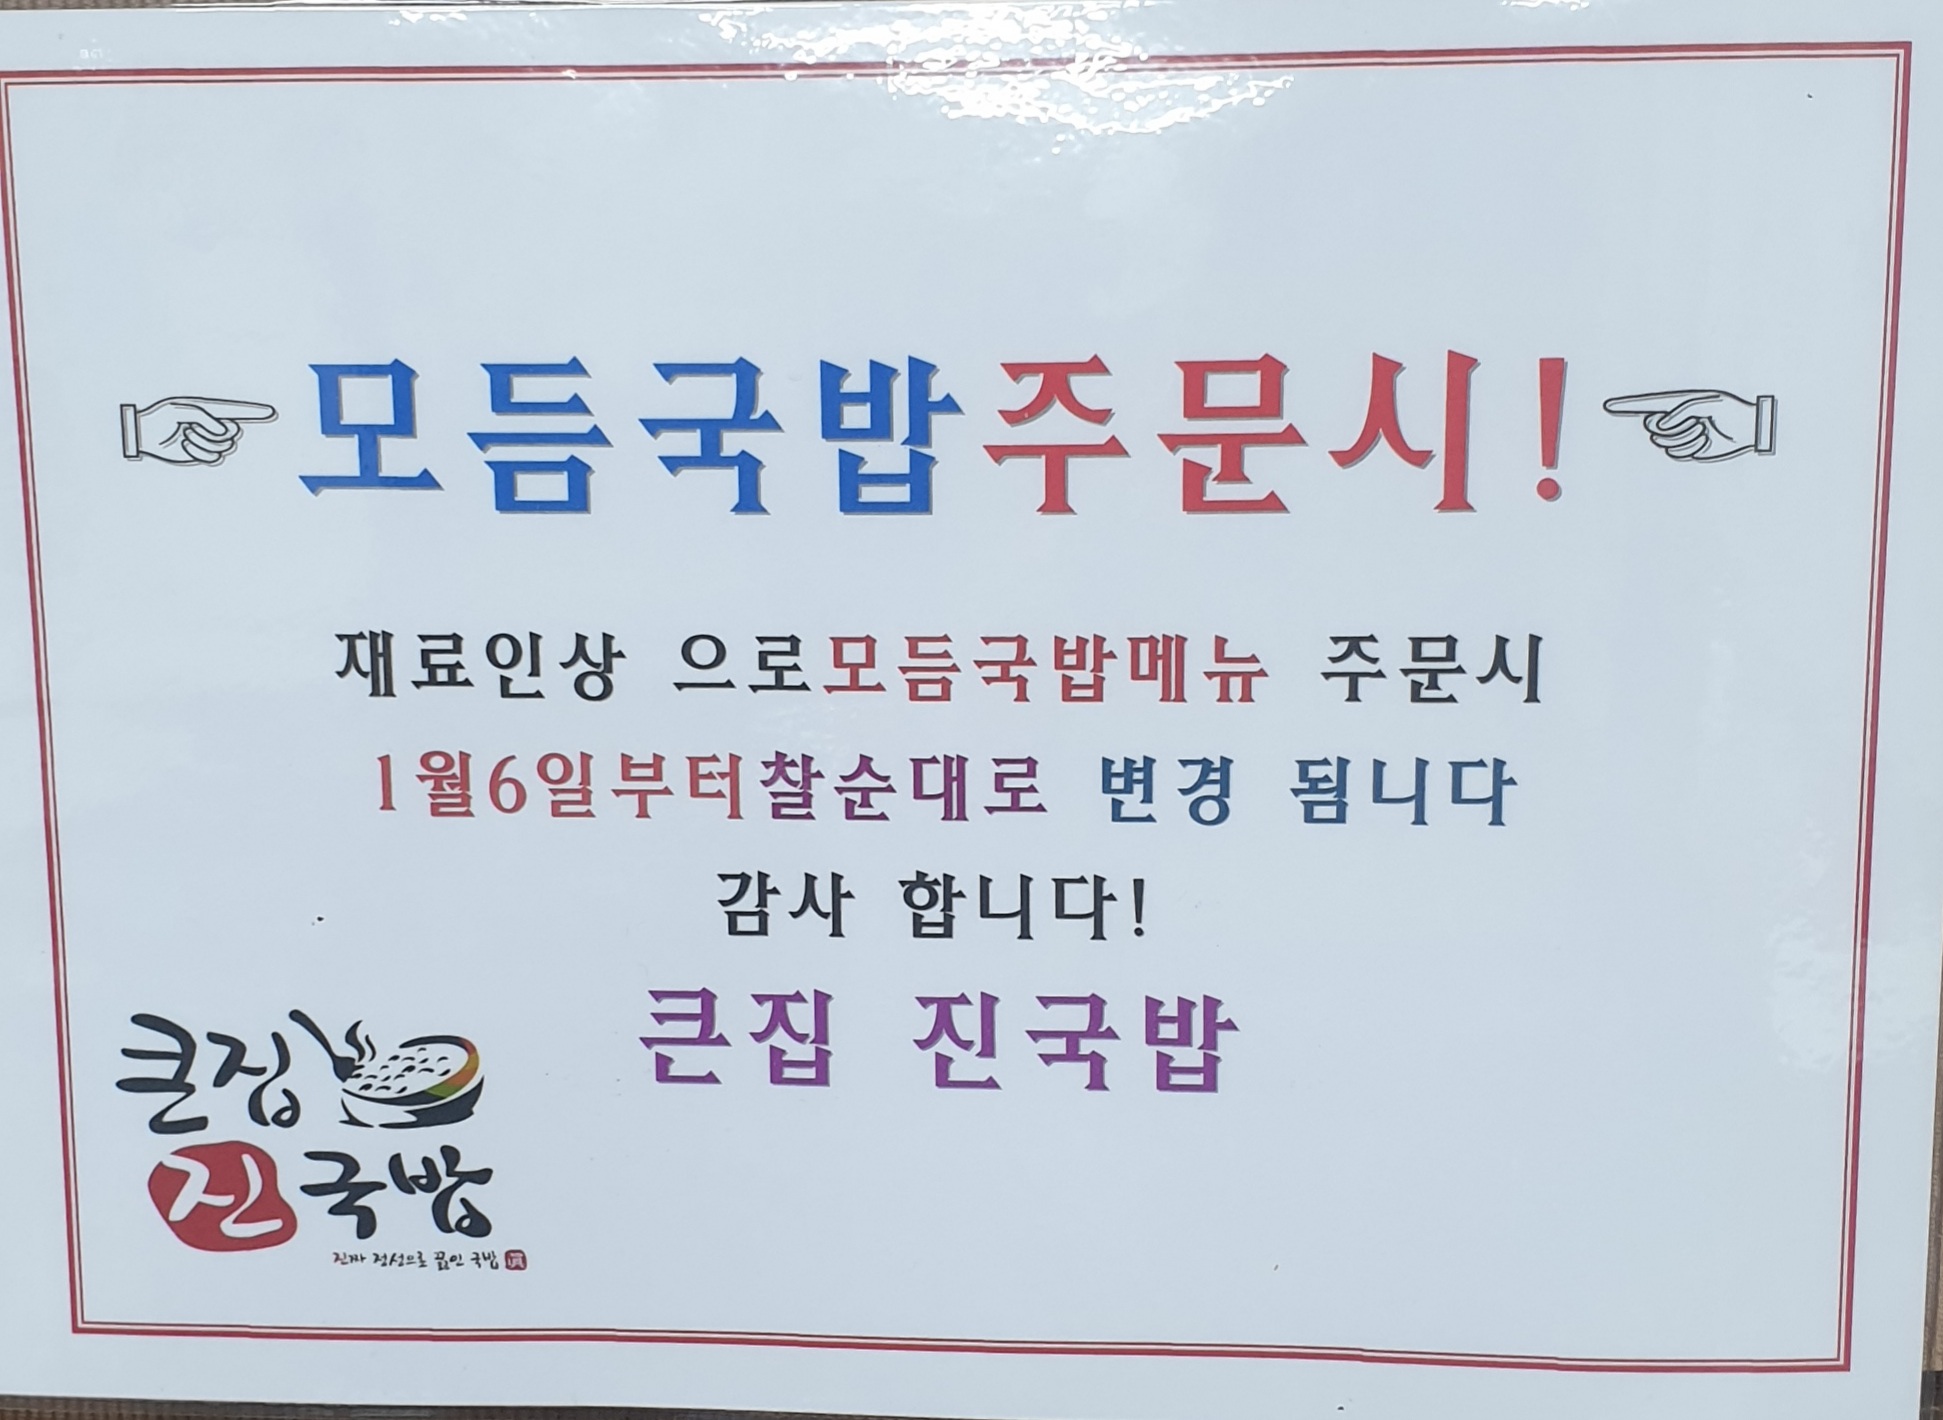 ☞모듬국밥주문시!☜
재료인상 으로모듬국밥메뉴 주문시
1월6일부터찰순대로 변경 됩니다
감사 합니다!
큰집 진국밥
큰집
진국밥
진짜 정성으로 끓인 국밥